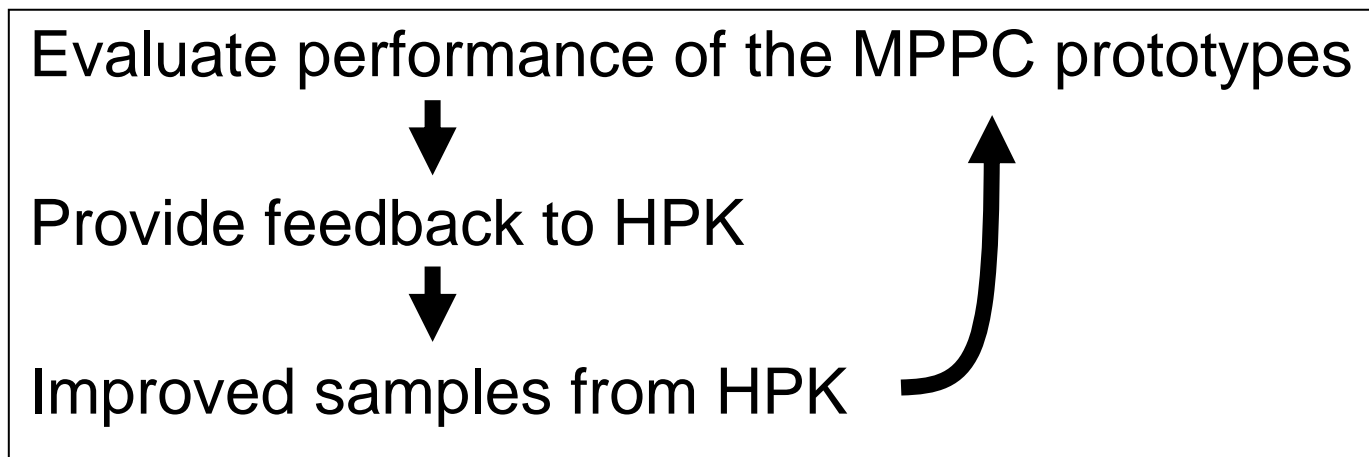 Evaluate performance of the MPPC prototypes
Provide feedback to HPK
Improved samples from HPK